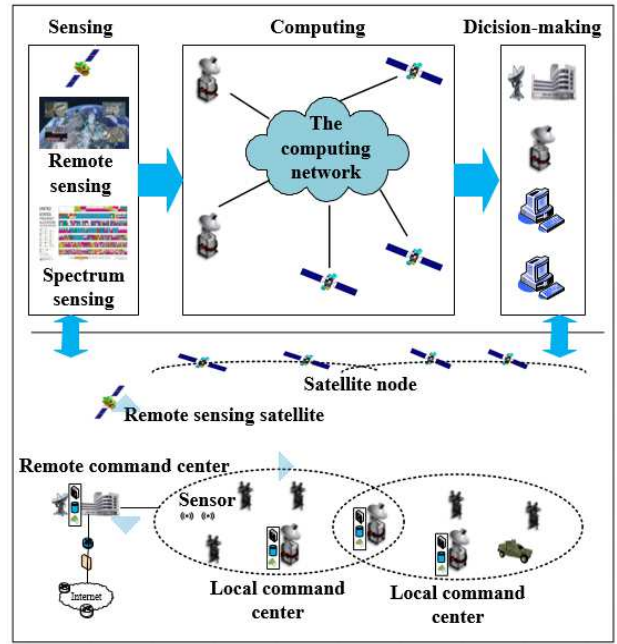 Sensing
Computing
Dicision-making
The
computing
network
Remote
sensing
Spectrum
sensing
Satellite node
Remote sensing satellite
Remote command center
Sensor
Local command
center
Local command
center
Internet